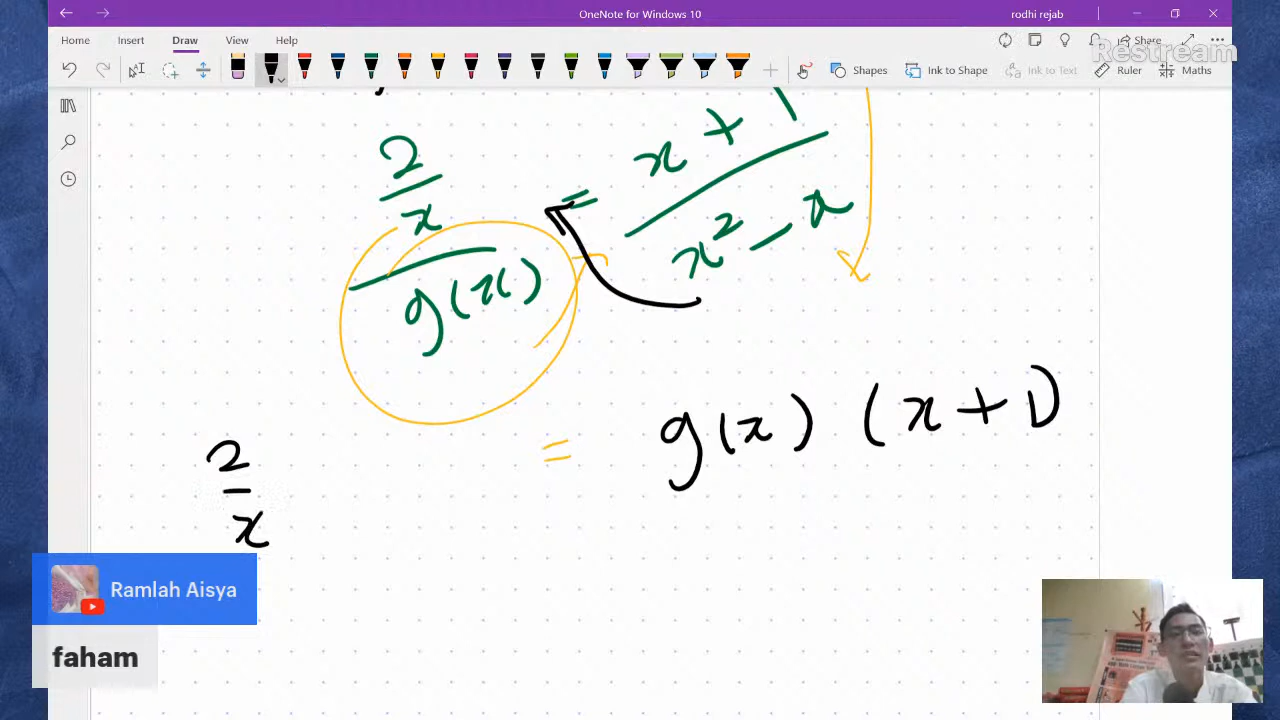 OneNote for Windows 10
rodhi rejab
Home Insert Draw View Help
Share
Restream
Shapes Ink to Shape Ink to Text Ruler Maths
2/x / g(x) = x + 1 / x² - x
2/x = g(x) (x + 1)
Ramlah Aisya
faham